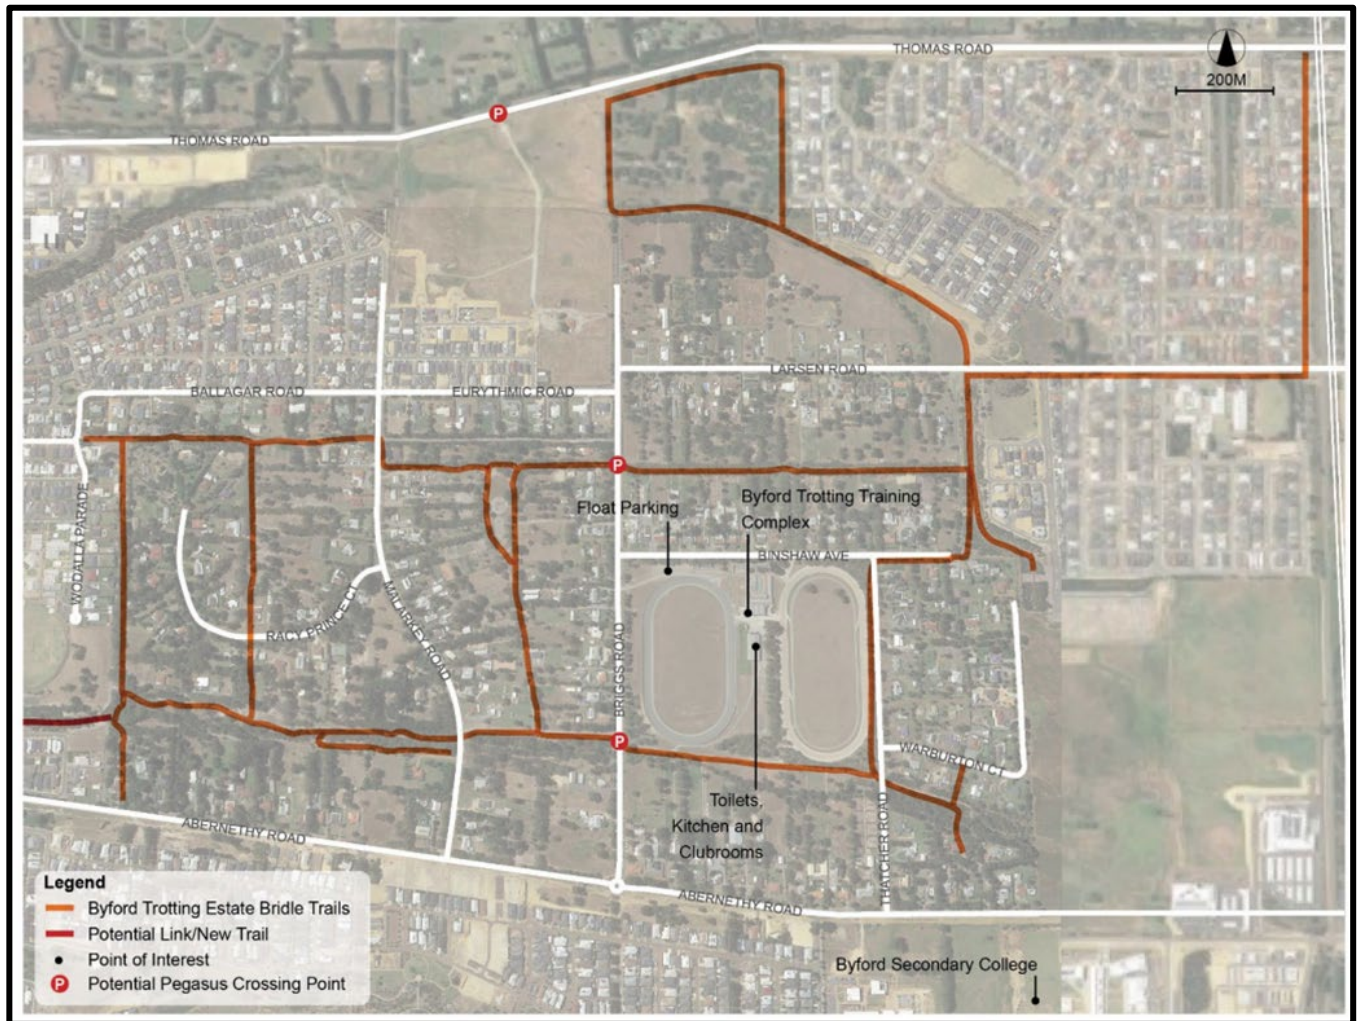 THOMAS ROAD
200M
P
THOMAS ROAD
LARSEN ROAD
BALLAGAR ROAD
EURYTHMIC ROAD
P
Float Parking
Byford Trotting Training
Complex
BINSHAW AVE
WODALLA PARADE
RACY PRINCE CT
MALARKEY ROAD
BRIGGS ROAD
P
WARBURTON CT
Toilets,
Kitchen and
Clubrooms
THATCHER ROAD
ABERNETHY ROAD
ABERNETHY ROAD
Legend
Byford Trotting Estate Bridle Trails
Potential Link/New Trail
Point of Interest
P Potential Pegasus Crossing Point
Byford Secondary College